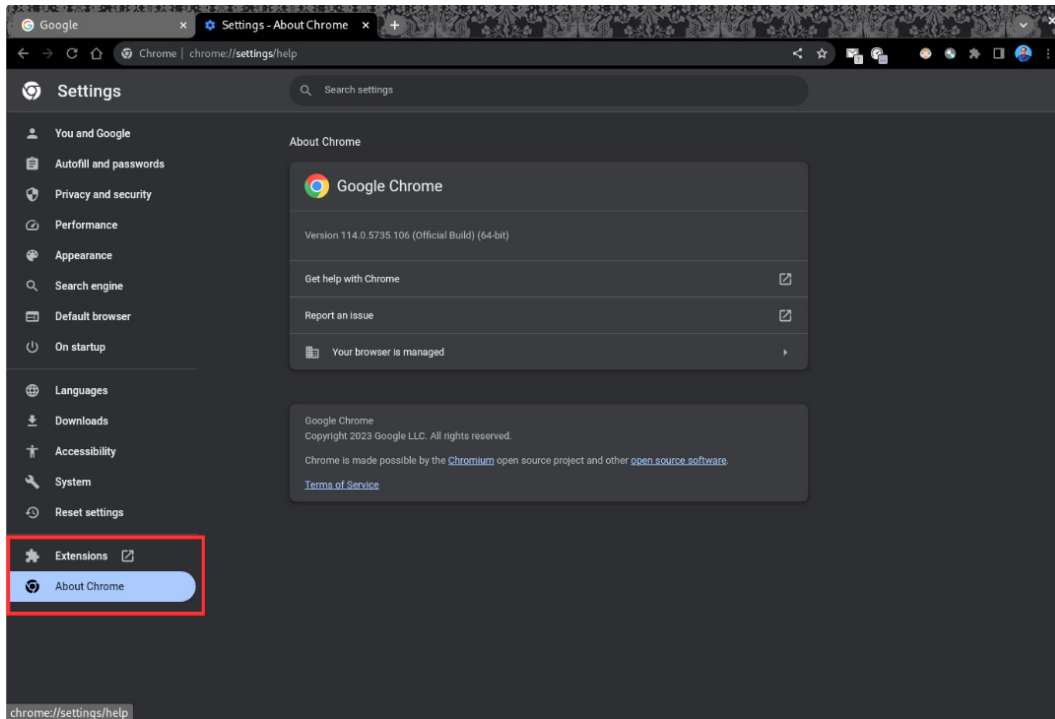 Google
Settings - About Chrome
Chrome | chrome://settings/help
Settings
Search settings
You and Google
Autofill and passwords
Privacy and security
Performance
Appearance
Search engine
Default browser
On startup
Languages
Downloads
Accessibility
System
Reset settings
Extensions
About Chrome
About Chrome
Google Chrome
Version 114.0.5735.106 (Official Build) (64-bit)
Get help with Chrome
Report an issue
Your browser is managed
Google Chrome
Copyright 2023 Google LLC. All rights reserved.
Chrome is made possible by the Chromium open source project and other open source software.
Terms of Service
chrome://settings/help